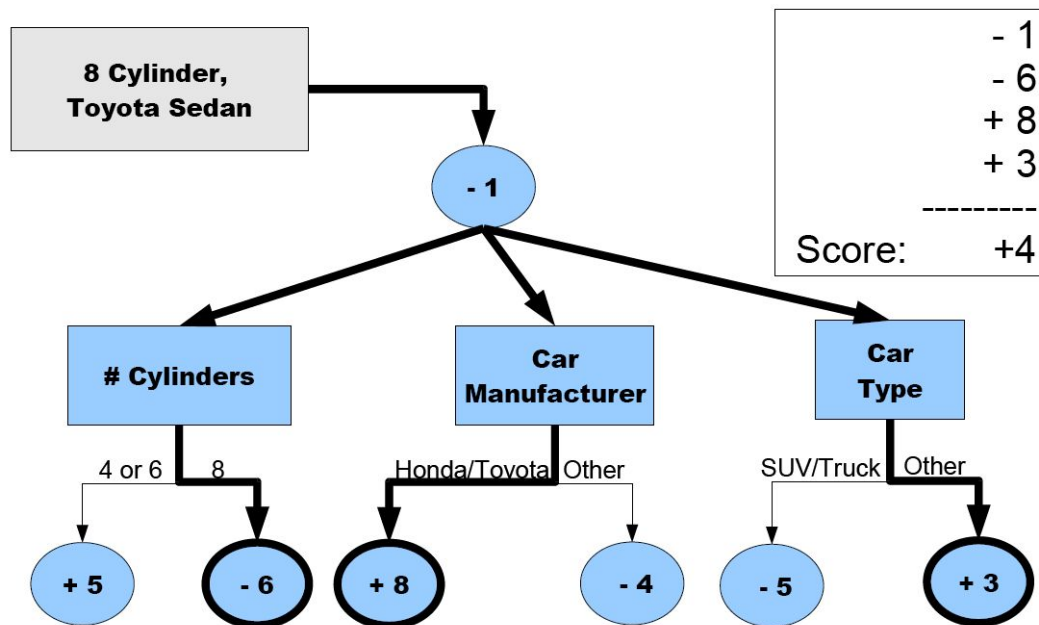 8 Cylinder,
Toyota Sedan
- 1
- 6
+ 8
+ 3
---------
Score: +4
- 1
# Cylinders
Car
Manufacturer
Car
Type
4 or 6 8
Honda/Toyota Other
SUV/Truck Other
+ 5
- 6
+ 8
- 4
- 5
+ 3